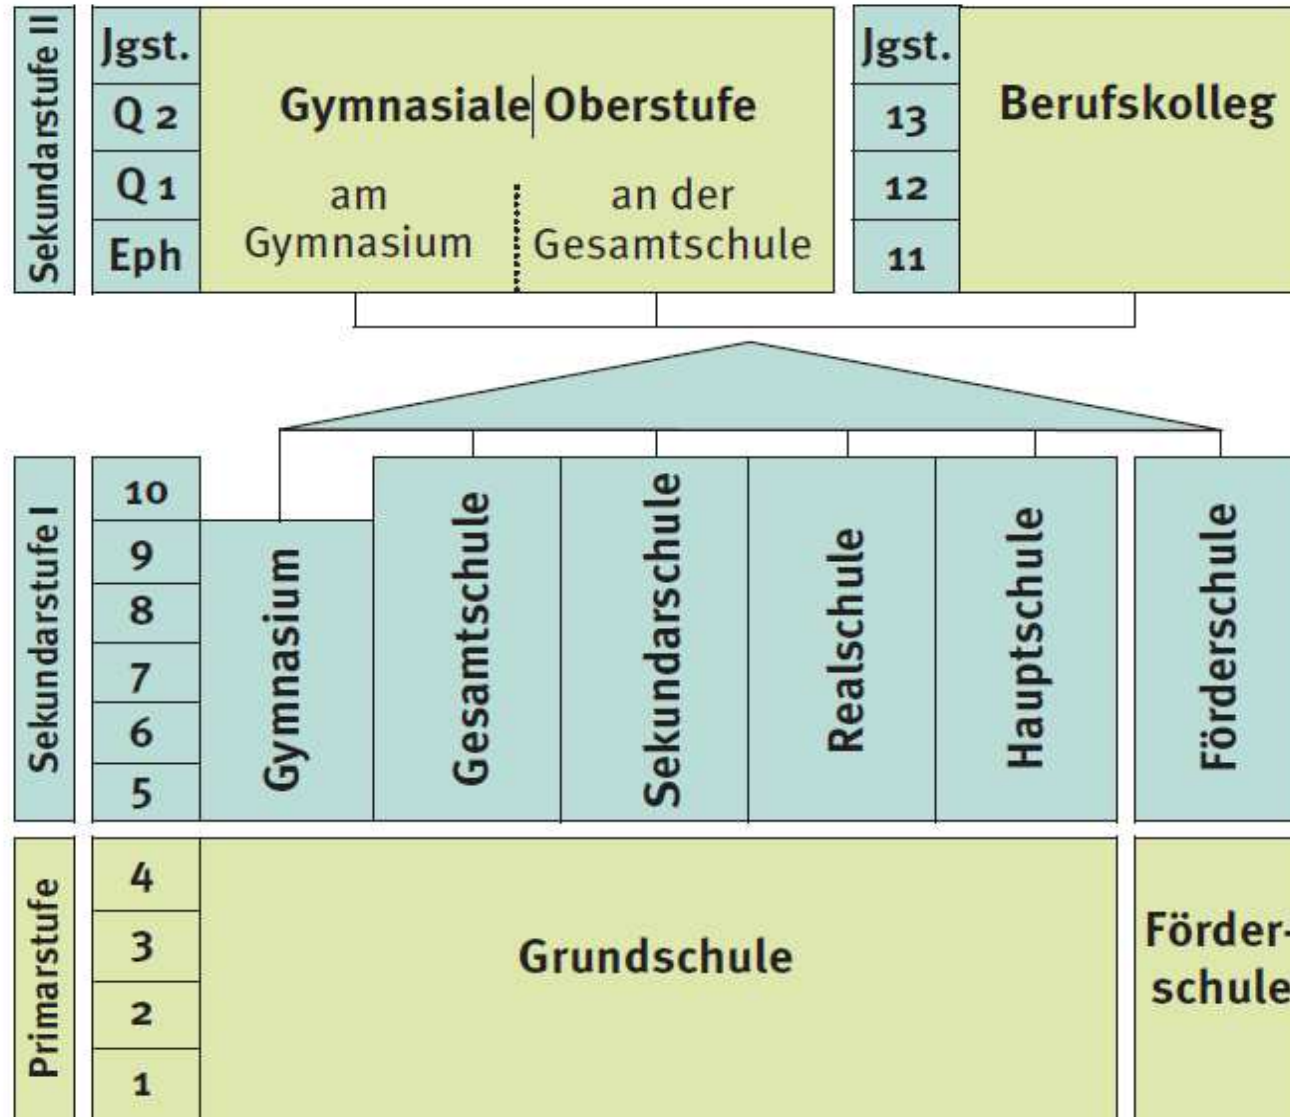 Sekundarstufe II
Jgst.
Q 2
Q 1
Eph
Gymnasiale Oberstufe
am
Gymnasium
an der
Gesamtschule
Jgst.
13
12
11
Berufskolleg
Sekundarstufe I
10
9
8
7
6
5
Gymnasium
Gesamtschule
Sekundarschule
Realschule
Hauptschule
Förderschule
Primarstufe
4
3
2
1
Grundschule
Förder-
schule